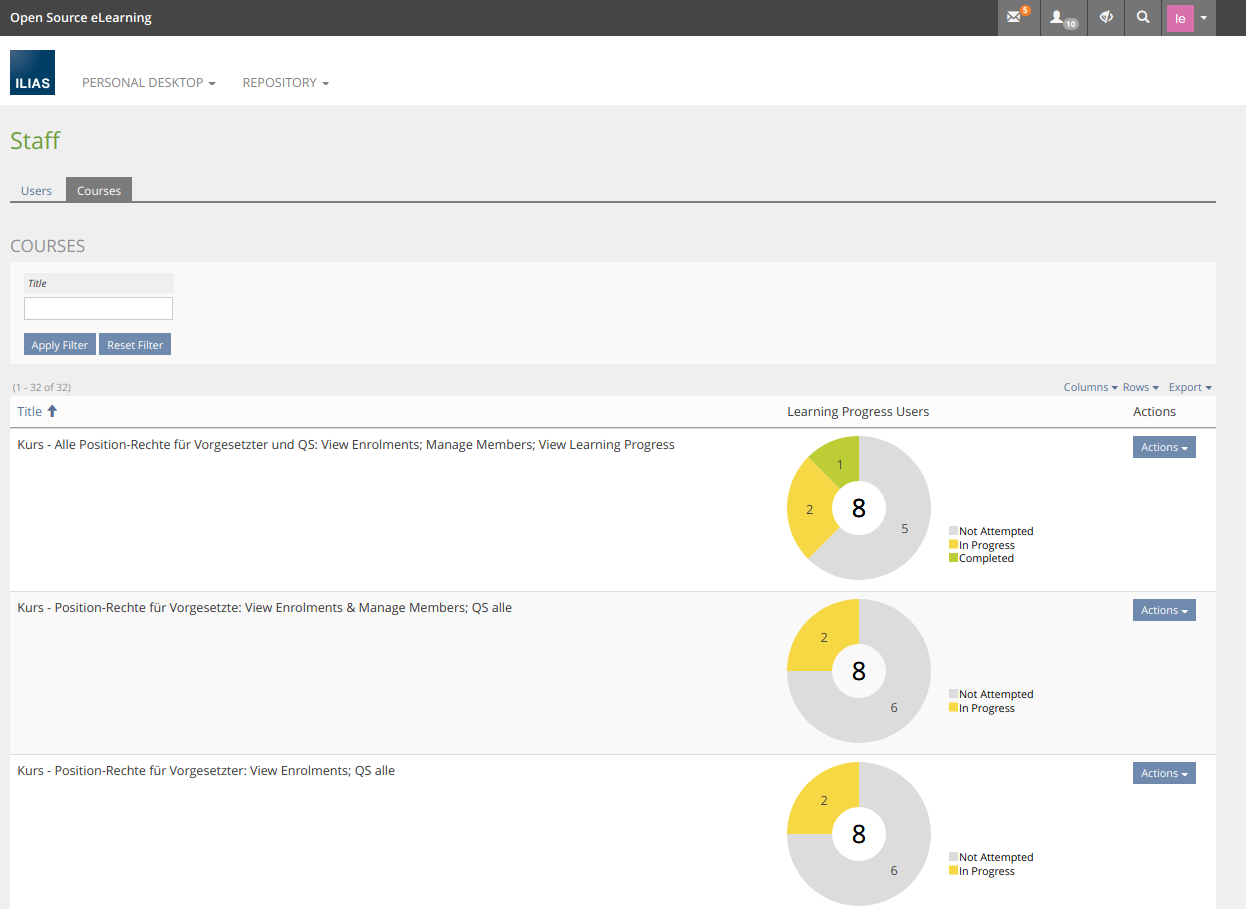 Open Source eLearning
5
10
le
ILIAS
PERSONAL DESKTOP
REPOSITORY
Staff
Users
Courses
COURSES
Title
Apply Filter
Reset Filter
(1 - 32 of 32)
Columns
Rows
Export
Title
Learning Progress Users
Actions
Kurs - Alle Position-Rechte für Vorgesetzter und QS: View Enrolments; Manage Members; View Learning Progress
1
2
8
5
Not Attempted
In Progress
Completed
Actions
Kurs - Position-Rechte für Vorgesetzte: View Enrolments & Manage Members; QS alle
2
8
6
Not Attempted
In Progress
Actions
Kurs - Position-Rechte für Vorgesetzter: View Enrolments; QS alle
2
8
6
Not Attempted
In Progress
Actions